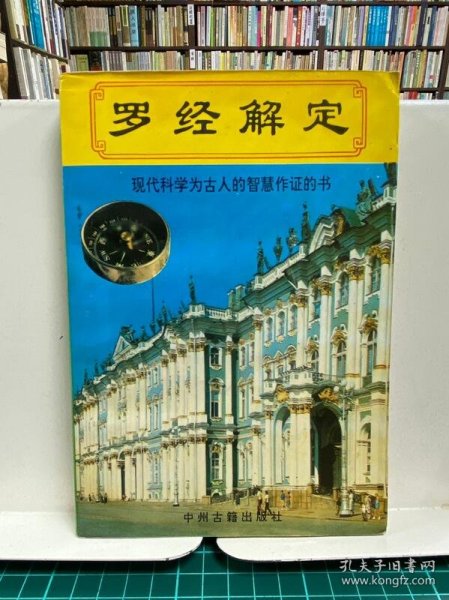 罗经解定
现代科学为古人的智慧作证的书
中州古籍出版社
孔夫子旧书网
www.kongfz.com